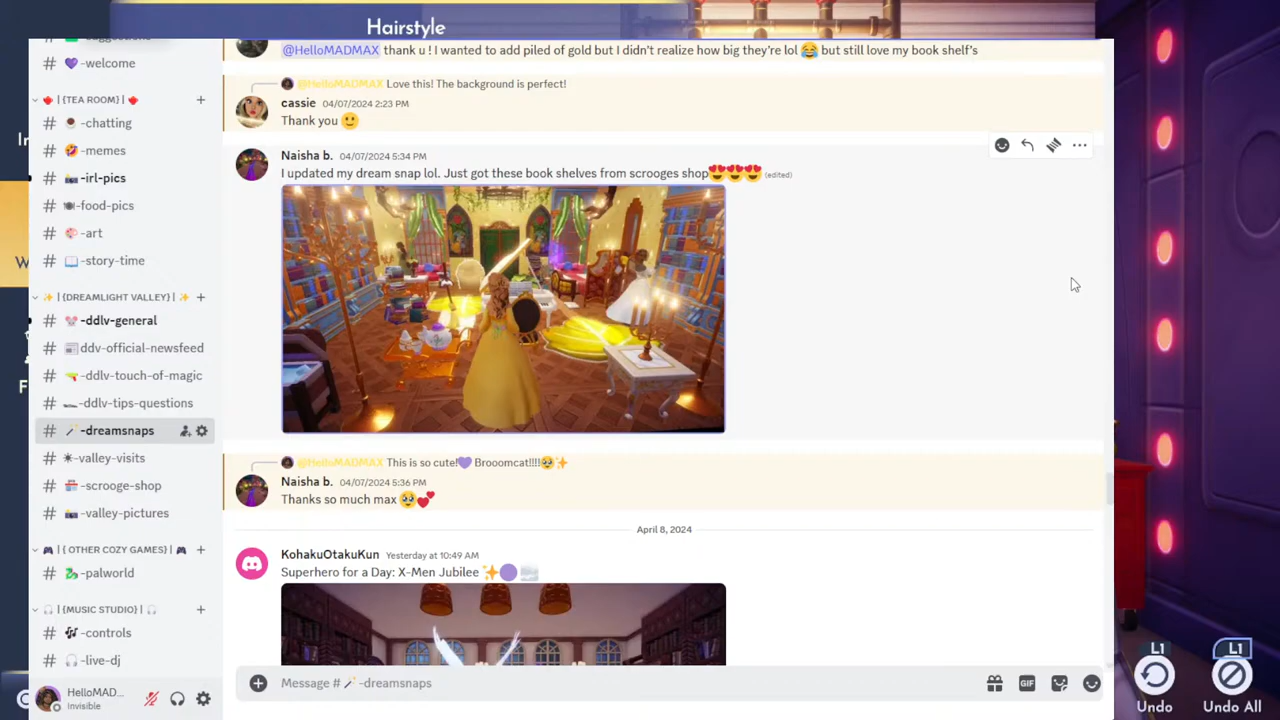 Hairstyle
-welcome
| {TEA ROOM} |
-chatting
-memes
-irl-pics
-food-pics
-art
-story-time
| {DREAMLIGHT VALLEY} |
-ddlv-general
ddv-official-newsfeed
-ddlv-touch-of-magic
-ddlv-tips-questions
-dreamsnaps
-valley-visits
-scrooge-shop
-valley-pictures
| { OTHER COZY GAMES} |
-palworld
| {MUSIC STUDIO} |
-controls
-live-dj
HelloMAD...
Invisible
@HelloMADMAX thank u ! I wanted to add piled of gold but I didn't realize how big they're lol 😂 but still love my book shelf's
@HelloMADMAX Love this! The background is perfect!
cassie 04/07/2024 2:23 PM
Thank you 🙂
Naisha b. 04/07/2024 5:34 PM
I updated my dream snap lol. Just got these book shelves from scrooges shop😍😍😍 (edited)
@HelloMADMAX This is so cute!💜 Brooomcat!!!!🥹✨
Naisha b. 04/07/2024 5:36 PM
Thanks so much max 🥹💕
April 8, 2024
KohakuOtakuKun Yesterday at 10:49 AM
Superhero for a Day: X-Men Jubilee ✨🟣
Message # -dreamsnaps
GIF
L1
Undo
L1
Undo All